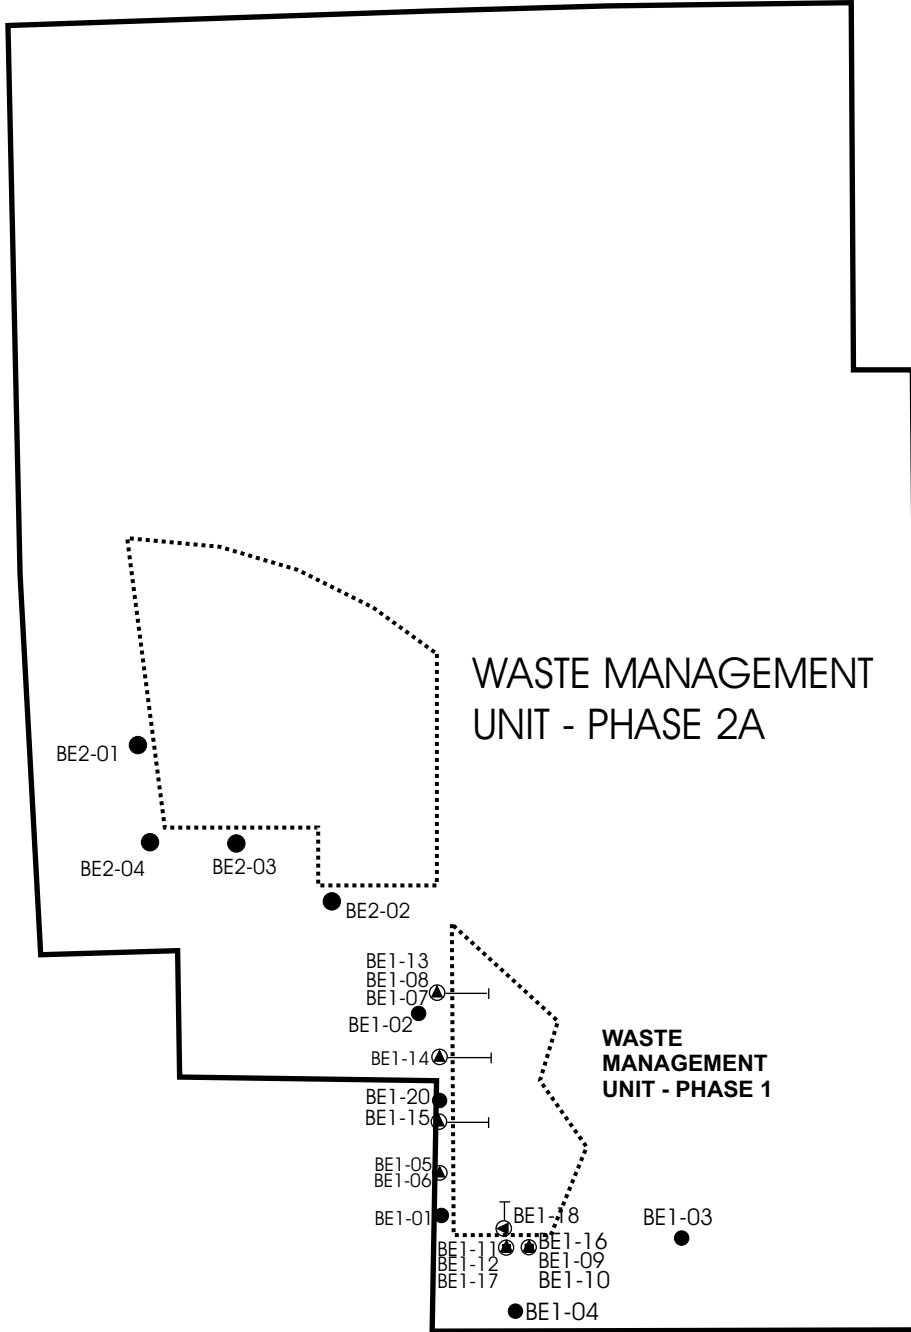 WASTE MANAGEMENT
UNIT - PHASE 2A
BE2-01
BE2-04
BE2-03
BE2-02
BE1-13
BE1-08
BE1-07
BE1-02
WASTE
MANAGEMENT
UNIT - PHASE 1
BE1-14
BE1-20
BE1-15
BE1-05
BE1-06
BE1-01
BE1-18
BE1-03
BE1-11
BE1-12
BE1-17
BE1-16
BE1-09
BE1-10
BE1-04